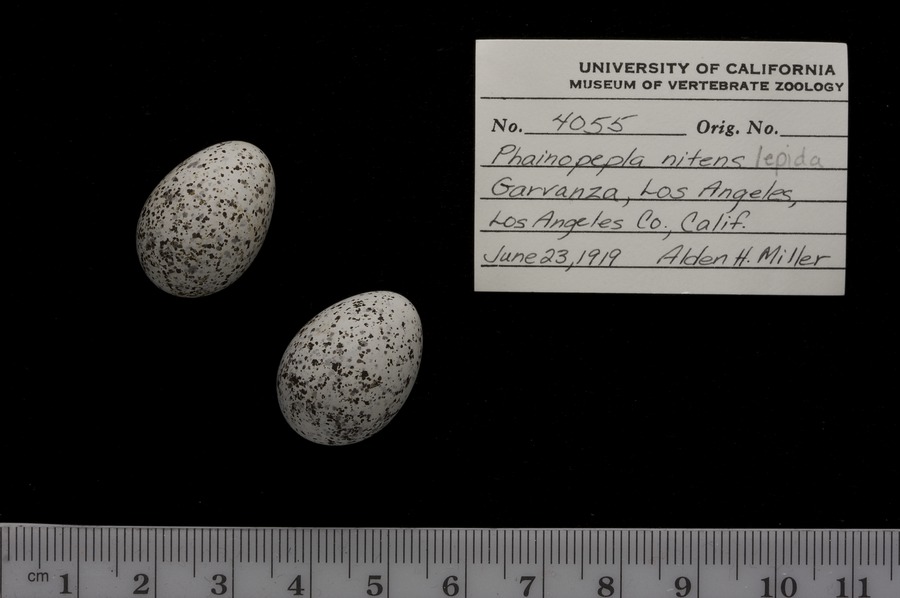 UNIVERSITY OF CALIFORNIA
MUSEUM OF VERTEBRATE ZOOLOGY
No. 4055 Orig. No.
Phainopepla nitens lepida
Garvanza, Los Angeles,
Los Angeles Co., Calif.
June 23, 1919 Alden H. Miller
cm 1 2 3 4 5 6 7 8 9 10 11